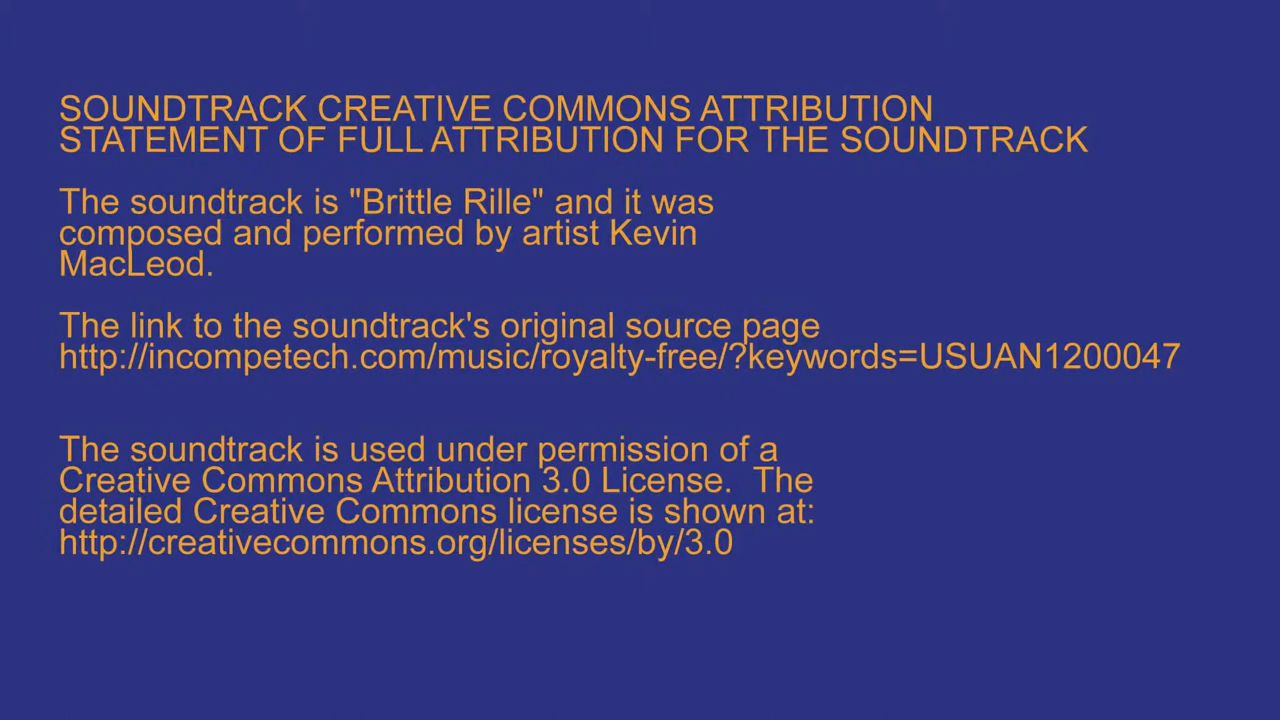 SOUNDTRACK CREATIVE COMMONS ATTRIBUTION
STATEMENT OF FULL ATTRIBUTION FOR THE SOUNDTRACK
The soundtrack is "Brittle Rille" and it was
composed and performed by artist Kevin
MacLeod.
The link to the soundtrack's original source page
http://incompetech.com/music/royalty-free/?keywords=USUAN1200047
The soundtrack is used under permission of a
Creative Commons Attribution 3.0 License.  The
detailed Creative Commons license is shown at:
http://creativecommons.org/licenses/by/3.0